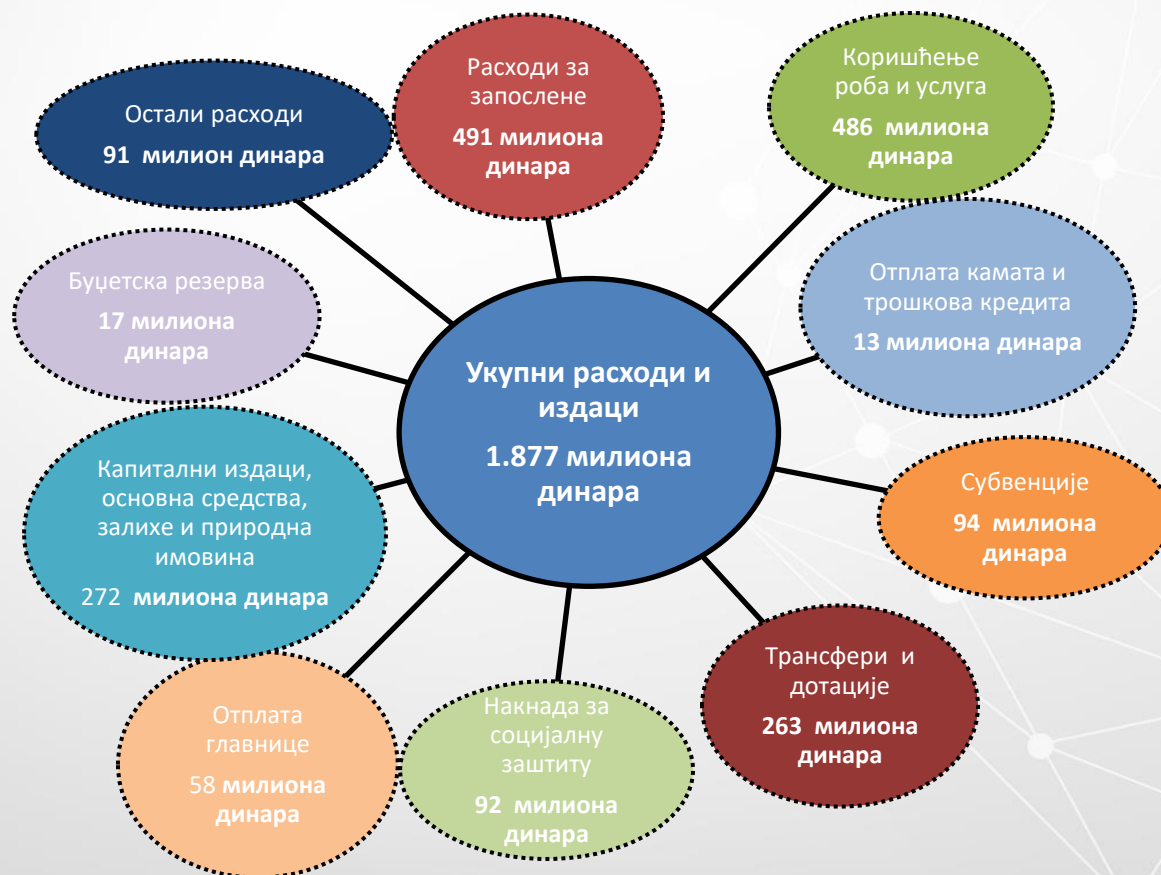 Остали расходи
91 милион динара
Расходи за
запослене
491 милиона
динара
Коришћење
роба и услуга
486 милиона
динара
Буџетска резерва
17 милиона
динара
Отплата камата и
трошкова кредита
13 милиона динара
Укупни расходи и
издаци
1.877 милиона
динара
Капитални издаци,
основна средства,
залихе и природна
имовина
272 милиона динара
Субвенције
94 милиона
динара
Отплата
главнице
58 милиона
динара
Накнада за
социјалну
заштиту
92 милиона
динара
Трансфери и
дотације
263 милиона
динара